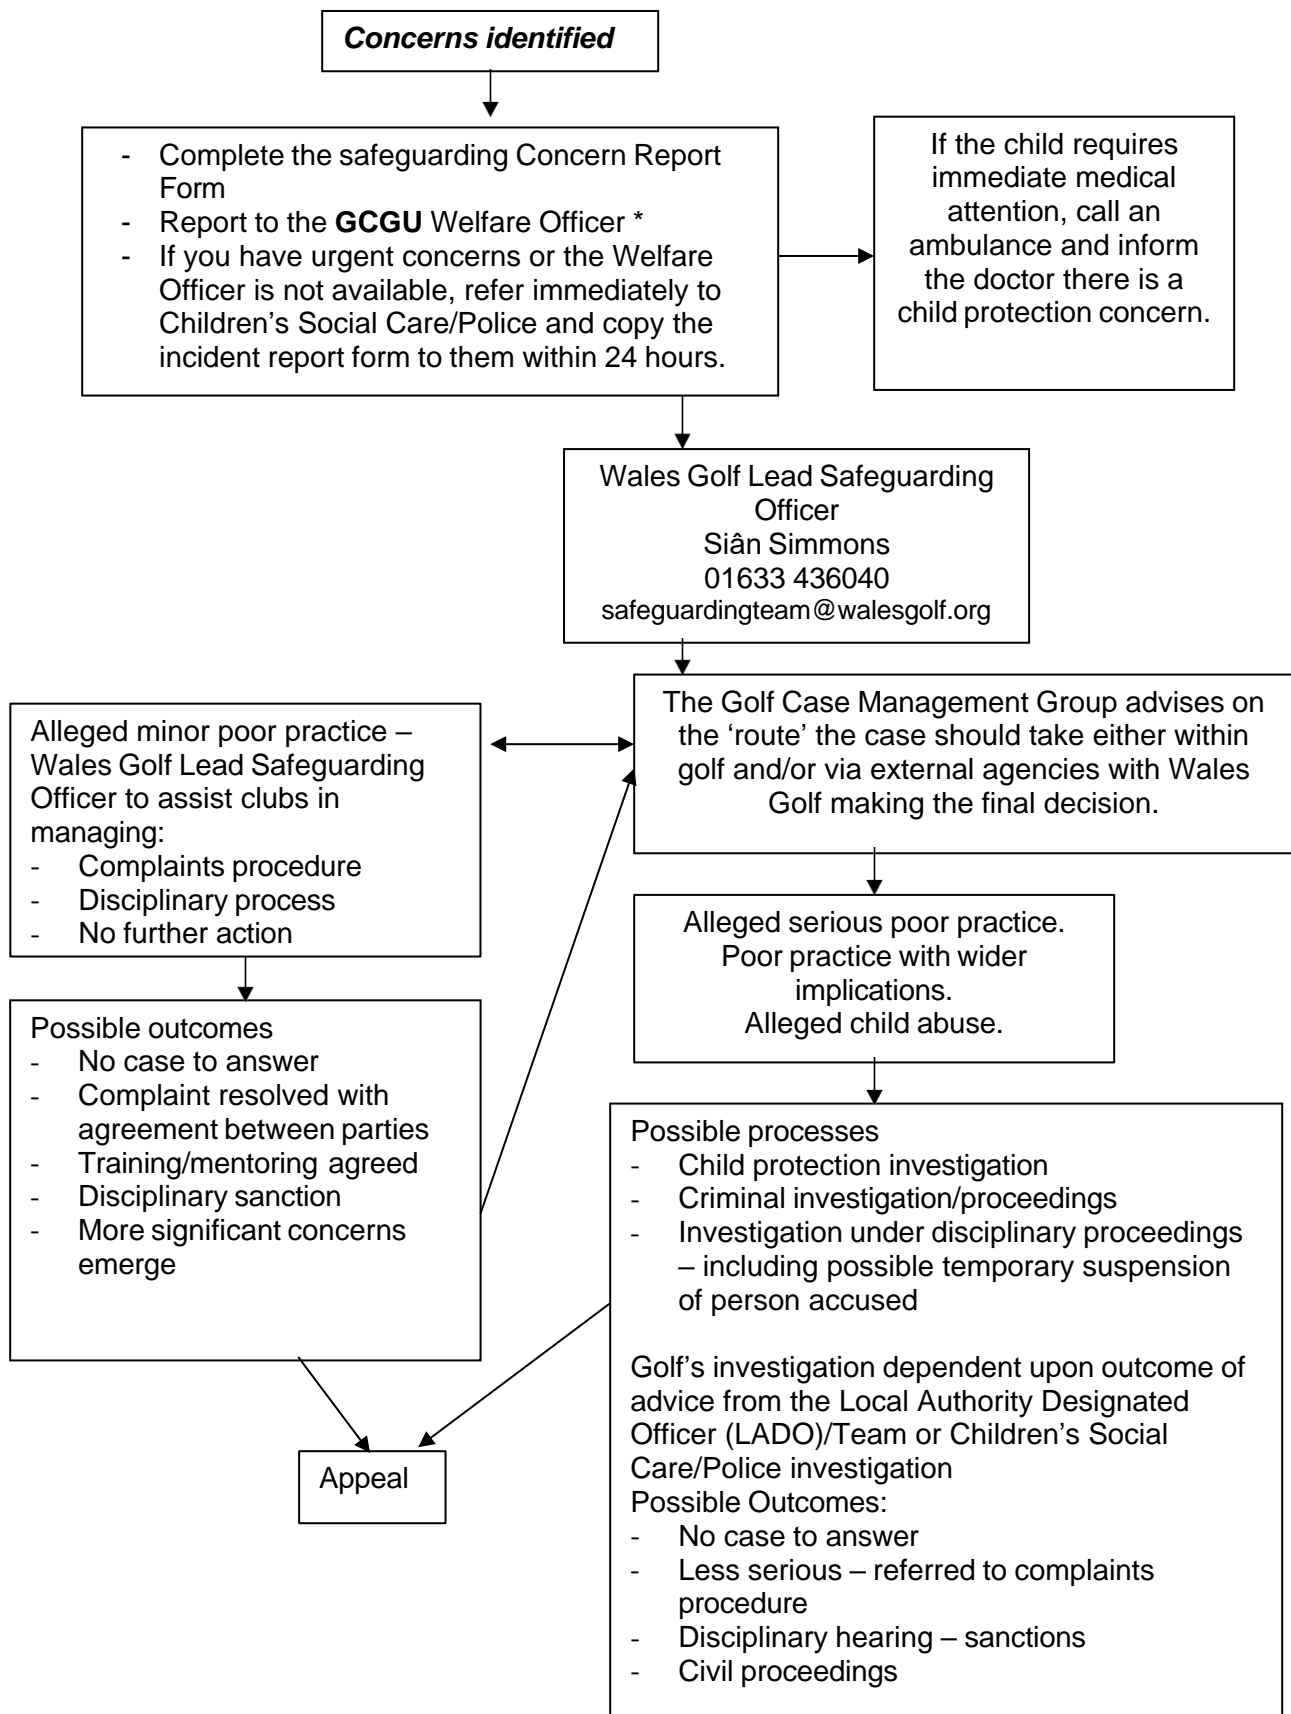 Concerns identified
- Complete the safeguarding Concern Report
Form
- Report to the GCGU Welfare Officer *
- If you have urgent concerns or the Welfare
Officer is not available, refer immediately to
Children’s Social Care/Police and copy the
incident report form to them within 24 hours.
If the child requires
immediate medical
attention, call an
ambulance and inform
the doctor there is a
child protection concern.
Wales Golf Lead Safeguarding
Officer
Siân Simmons
01633 436040
safeguardingteam@walesgolf.org
The Golf Case Management Group advises on
the ‘route’ the case should take either within
golf and/or via external agencies with Wales
Golf making the final decision.
Alleged minor poor practice –
Wales Golf Lead Safeguarding
Officer to assist clubs in
managing:
- Complaints procedure
- Disciplinary process
- No further action
Alleged serious poor practice.
Poor practice with wider
implications.
Alleged child abuse.
Possible outcomes
- No case to answer
- Complaint resolved with
agreement between parties
- Training/mentoring agreed
- Disciplinary sanction
- More significant concerns
emerge
Possible processes
- Child protection investigation
- Criminal investigation/proceedings
- Investigation under disciplinary proceedings
– including possible temporary suspension
of person accused
Golf’s investigation dependent upon outcome of
advice from the Local Authority Designated
Officer (LADO)/Team or Children’s Social
Care/Police investigation
Possible Outcomes:
- No case to answer
- Less serious – referred to complaints
procedure
- Disciplinary hearing – sanctions
- Civil proceedings
Appeal